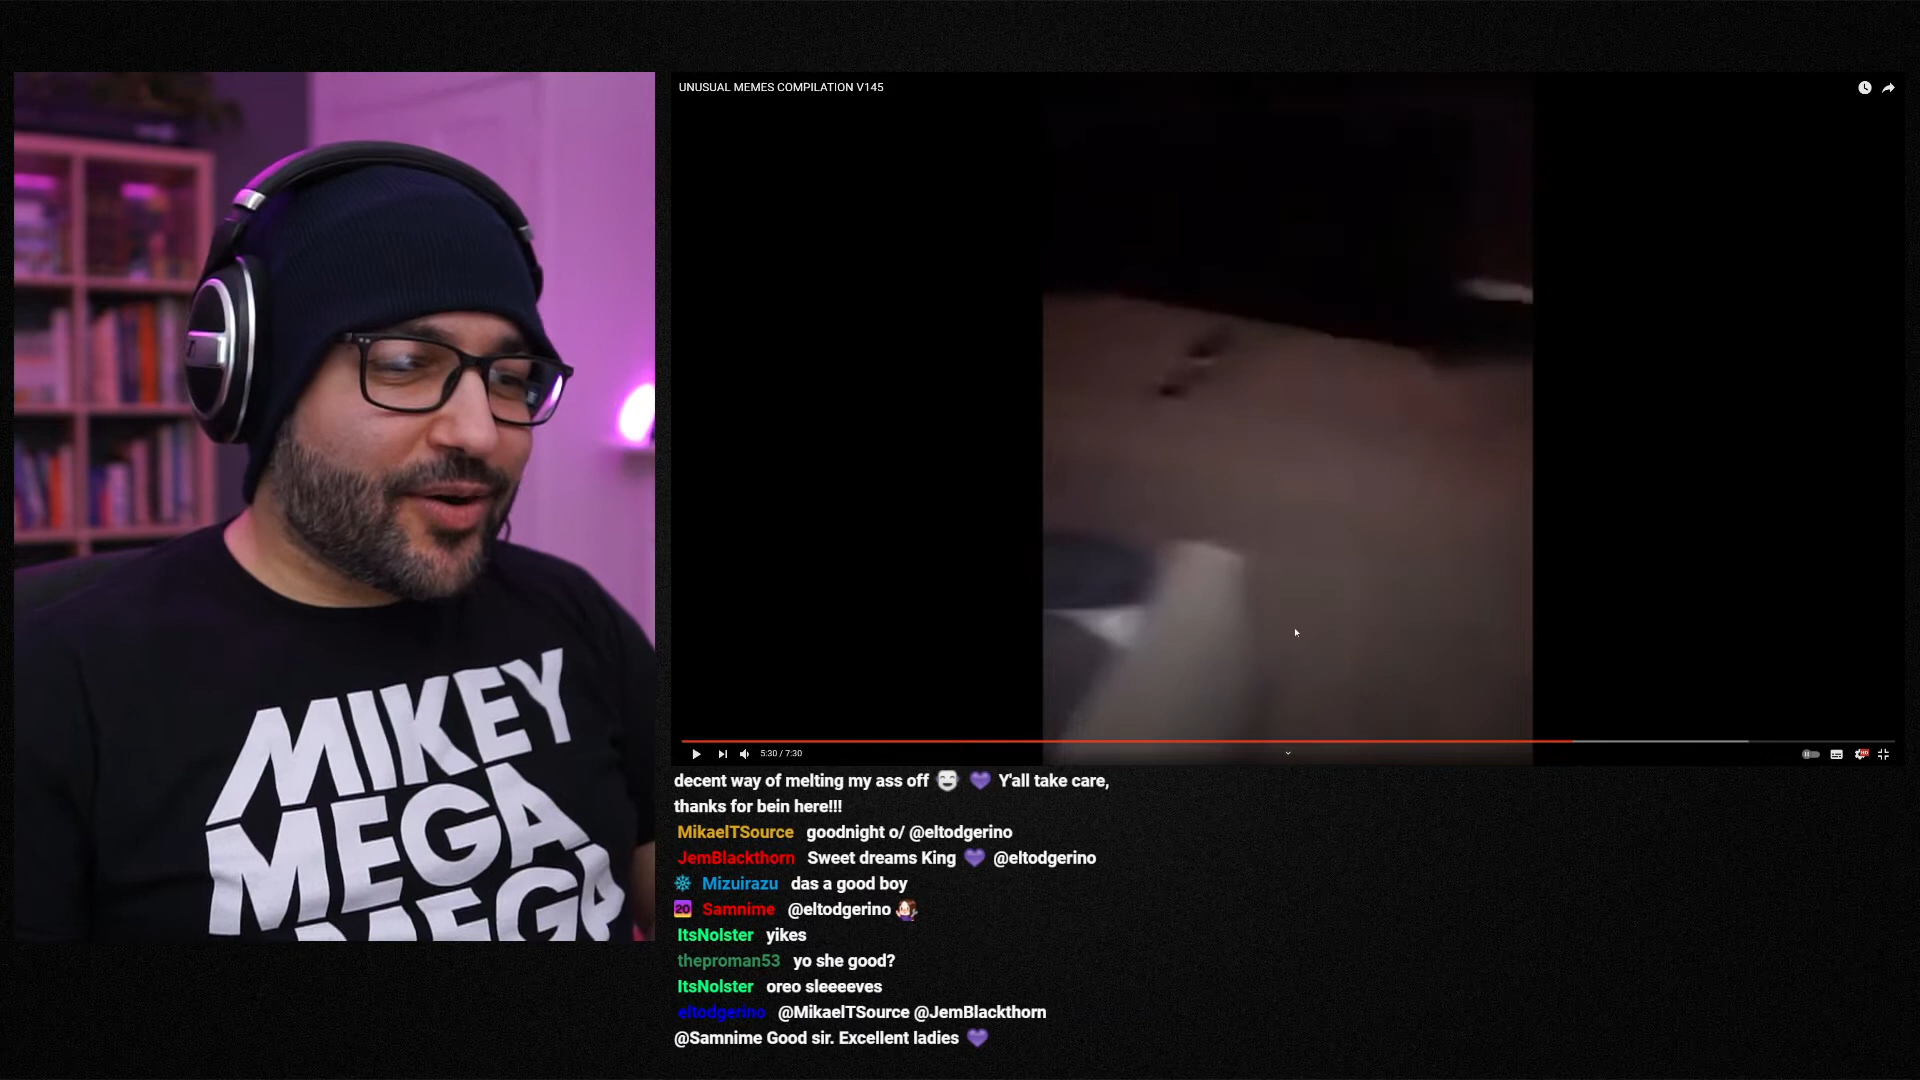 UNUSUAL MEMES COMPILATION V145
MIKEY
MEGA
MEGA
5:30 / 7:30
decent way of melting my ass off Y'all take care,
thanks for bein here!!!
MikaelTSource goodnight o/ @eltodgerino
JemBlackthorn Sweet dreams King @eltodgerino
Mizuirazu das a good boy
20 Samnime @eltodgerino
ItsNolster yikes
theproman53 yo she good?
ItsNolster oreo sleeeeves
eltodgerino @MikaelTSource @JemBlackthorn
@Samnime Good sir. Excellent ladies